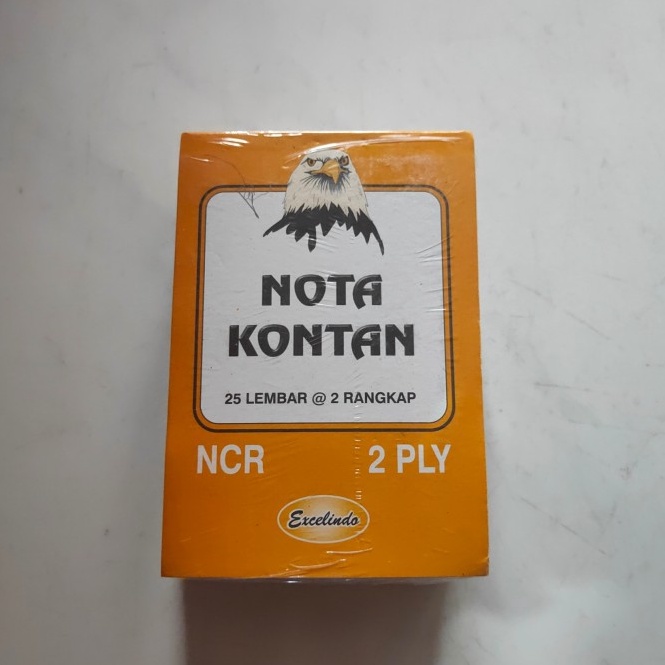 NOTA
KONTAN
25 LEMBAR @ 2 RANGKAP
NCR 2 PLY
Excelindo